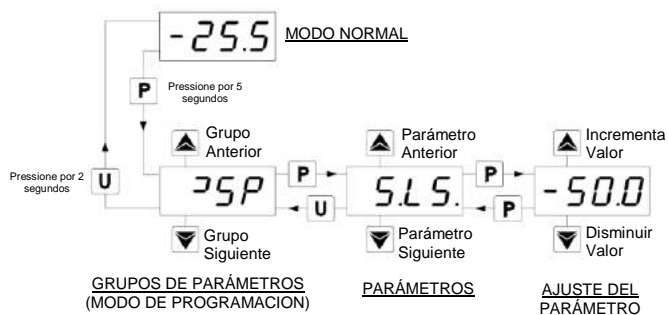 -25.5 MODO NORMAL
P Pressione por 5
segundos
Grupo
Anterior
Parámetro
Anterior
Incrementa
Valor
Pressione por 2
segundos
U
P
P
SP
S.L.S.
-50.0
U
P
Grupo
Siguiente
Parámetro
Siguiente
Disminuir
Valor
GRUPOS DE PARÁMETROS
(MODO DE PROGRAMACION)
PARÁMETROS
AJUSTE DEL
PARÁMETRO